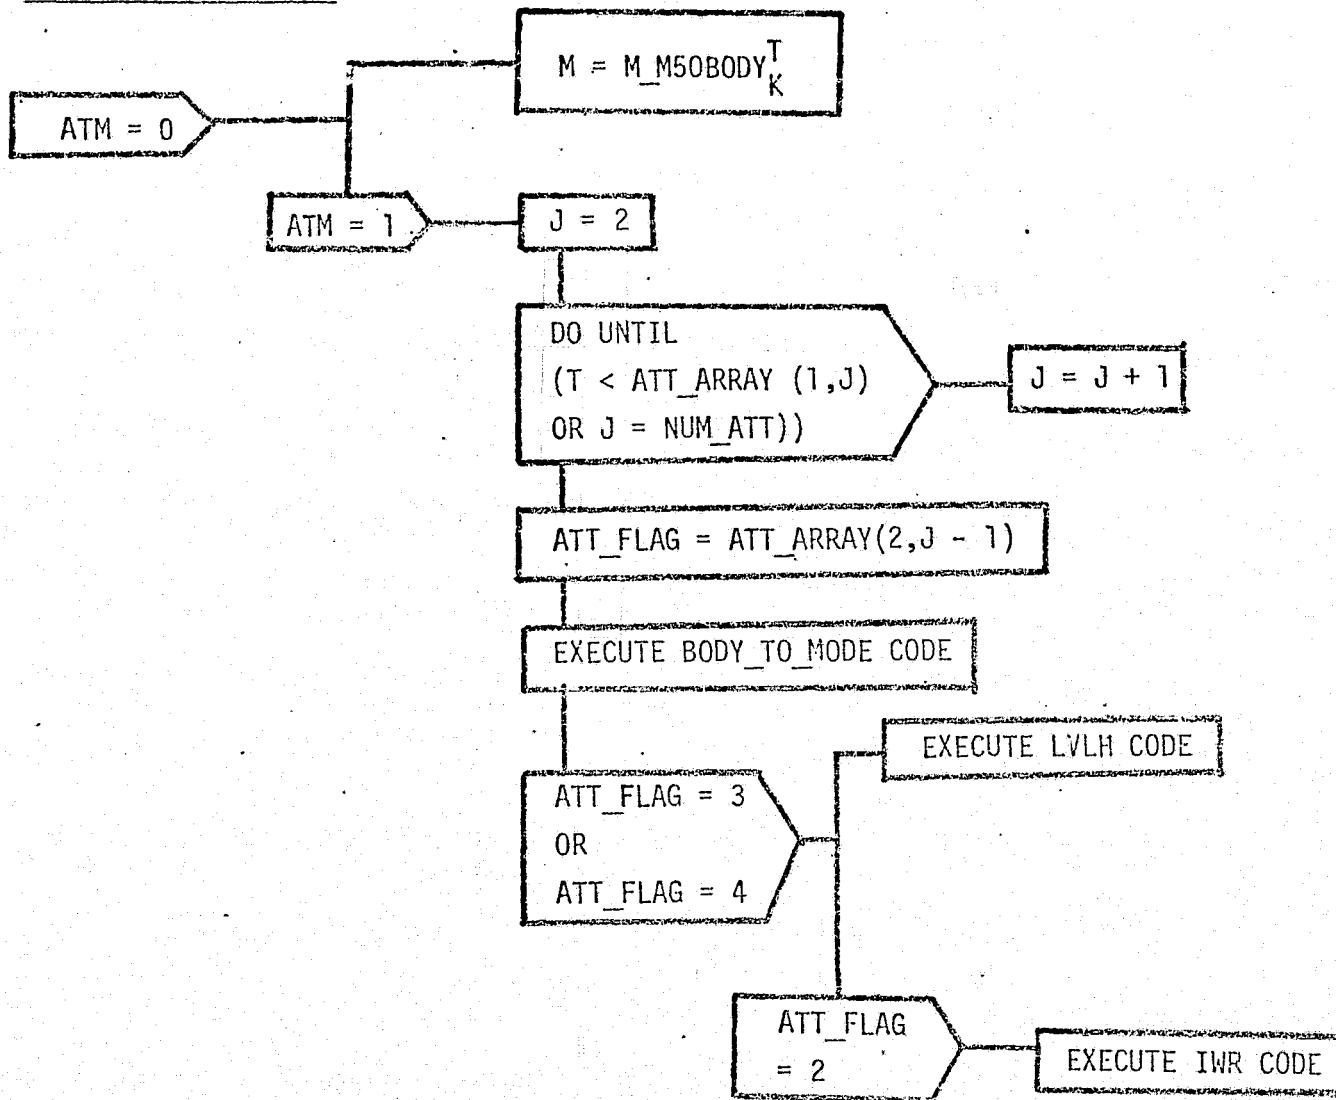 M = M_M50BODY
T
K
ATM = 0
ATM = 1
J = 2
DO UNTIL
(T < ATT_ARRAY (1,J)
OR J = NUM_ATT))
J = J + 1
ATT_FLAG = ATT_ARRAY(2,J - 1)
EXECUTE BODY_TO_MODE CODE
EXECUTE LVLH CODE
ATT_FLAG = 3
OR
ATT_FLAG = 4
ATT_FLAG
= 2
EXECUTE IWR CODE